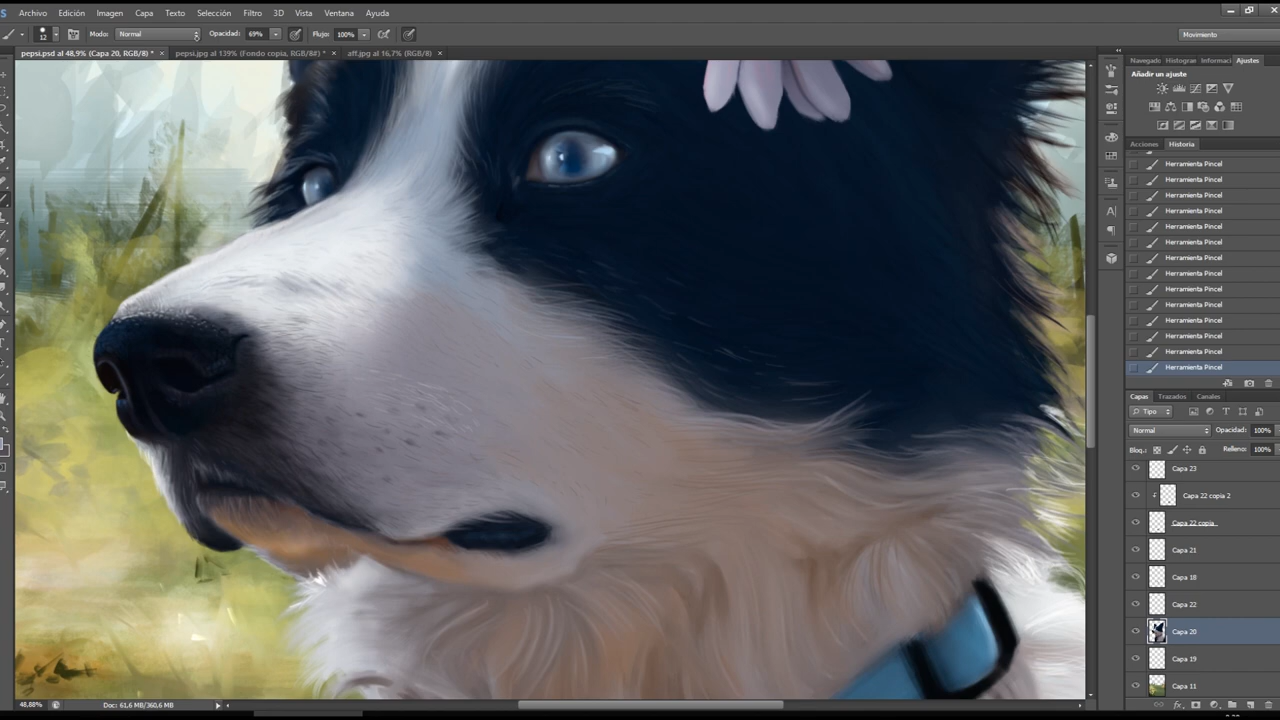 Archivo Edición Imagen Capa Texto Selección Filtro 3D Vista Ventana Ayuda
12 Modo: Normal Opacidad: 69% Flujo: 100% Movimiento
pepsi.psd al 48,9% (Capa 20, RGB/8) * × pepsi.jpg al 139% (Fondo copia, RGB/8#) * × aff.jpg al 16,7% (RGB/8) ×
Navegado Histograr Informaci Ajustes
Añadir un ajuste
Acciones Historia
Herramienta Pincel
Herramienta Pincel
Herramienta Pincel
Herramienta Pincel
Herramienta Pincel
Herramienta Pincel
Herramienta Pincel
Herramienta Pincel
Herramienta Pincel
Herramienta Pincel
Herramienta Pincel
Herramienta Pincel
Herramienta Pincel
Herramienta Pincel
Capas Trazados Canales
Tipo
Normal Opacidad: 100%
Bloq.: Relleno: 100%
Capa 23
Capa 22 copia 2
Capa 22 copia
Capa 21
Capa 18
Capa 22
Capa 20
Capa 19
Capa 11
48,88% Doc: 61,6 MB/360,6 MB